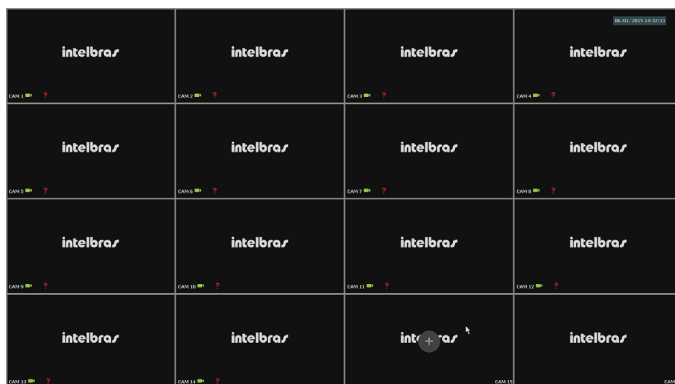 06/01/2015 14:32:33
intelbras intelbras intelbras intelbras
CAM 1 ? CAM 2 ? CAM 3 ? CAM 4 ?
intelbras intelbras intelbras intelbras
CAM 5 ? CAM 6 ? CAM 7 ? CAM 8 ?
intelbras intelbras intelbras intelbras
CAM 9 ? CAM 10 ? CAM 11 ? CAM 12 ?
intelbras intelbras intelbras
CAM 13 ? CAM 14 ? CAM 15